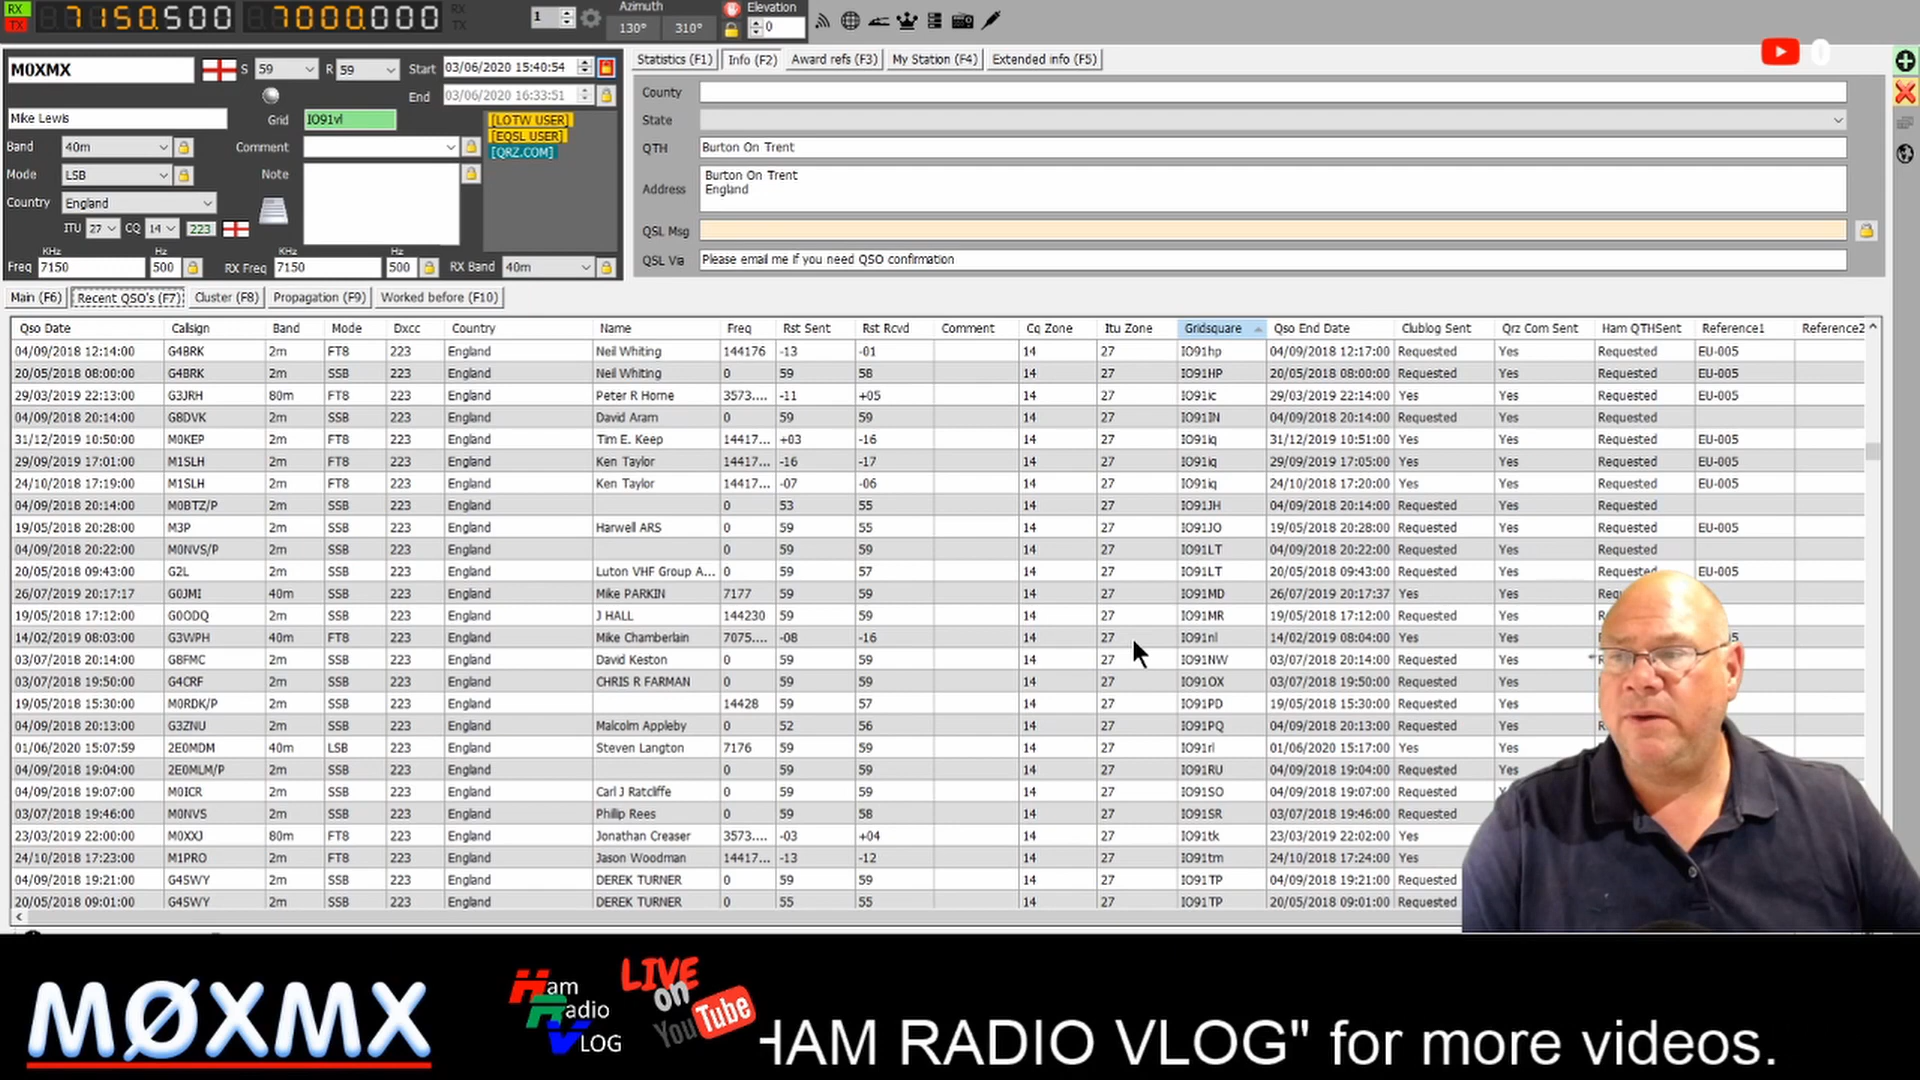 RX
TX
7150.500
7000.000
RX
TX
1
Azimuth
130°
310°
Elevation
0
M0XMX
S 59 R 59 Start 03/06/2020 15:40:54
End 03/06/2020 16:33:51
Mike Lewis Grid IO91vl
[LOTW USER]
[EQSL USER]
[QRZ.COM]
Band 40m Comment
Mode LSB Note
Country England
ITU 27 CQ 14 223
KHz Hz KHz Hz
Freq 7150 500 RX Freq 7150 500 RX Band 40m
Statistics (F1) Info (F2) Award refs (F3) My Station (F4) Extended info (F5)
0
County
State
QTH Burton On Trent
Address Burton On Trent
England
QSL Msg
QSL Via Please email me if you need QSO confirmation
Main (F6) Recent QSO's (F7) Cluster (F8) Propagation (F9) Worked before (F10)
Qso Date Callsign Band Mode Dxcc Country Name Freq Rst Sent Rst Rcvd Comment Cq Zone Itu Zone Gridsquare Qso End Date Clublog Sent Qrz Com Sent Ham QTHSent Reference1 Reference2
04/09/2018 12:14:00 G4BRK 2m FT8 223 England Neil Whiting 144176 -13 -01 14 27 IO91hp 04/09/2018 12:17:00 Requested Yes Requested EU-005
20/05/2018 08:00:00 G4BRK 2m SSB 223 England Neil Whiting 0 59 58 14 27 IO91HP 20/05/2018 08:00:00 Requested Yes Requested EU-005
29/03/2019 22:13:00 G3JRH 80m FT8 223 England Peter R Horne 3573.... -11 +05 14 27 IO91ic 29/03/2019 22:14:00 Yes Yes Requested EU-005
04/09/2018 20:14:00 G8DVK 2m SSB 223 England David Aram 0 59 59 14 27 IO91IN 04/09/2018 20:14:00 Requested Yes Requested
31/12/2019 10:50:00 M0KEP 2m FT8 223 England Tim E. Keep 14417... +03 -16 14 27 IO91iq 31/12/2019 10:51:00 Yes Yes Requested EU-005
29/09/2019 17:01:00 M1SLH 2m FT8 223 England Ken Taylor 14417... -16 -17 14 27 IO91iq 29/09/2019 17:05:00 Yes Yes Requested EU-005
24/10/2018 17:19:00 M1SLH 2m FT8 223 England Ken Taylor 14417... -07 -06 14 27 IO91iq 24/10/2018 17:20:00 Yes Yes Requested EU-005
04/09/2018 20:14:00 M0BTZ/P 2m SSB 223 England 0 53 55 14 27 IO91JH 04/09/2018 20:14:00 Requested Yes Requested
19/05/2018 20:28:00 M3P 2m SSB 223 England Harwell ARS 0 59 55 14 27 IO91JO 19/05/2018 20:28:00 Requested Yes Requested EU-005
04/09/2018 20:22:00 M0NVS/P 2m SSB 223 England 0 59 59 14 27 IO91LT 04/09/2018 20:22:00 Requested Yes Requested
20/05/2018 09:43:00 G2L 2m SSB 223 England Luton VHF Group A... 0 59 57 14 27 IO91LT 20/05/2018 09:43:00 Requested Yes Requested EU-005
26/07/2019 20:17:17 G0JMI 40m SSB 223 England Mike PARKIN 7177 59 59 14 27 IO91MD 26/07/2019 20:17:37 Yes Yes
19/05/2018 17:12:00 G0ODQ 2m SSB 223 England J HALL 144230 59 59 14 27 IO91MR 19/05/2018 17:12:00 Requested Yes
14/02/2019 08:03:00 G3WPH 40m FT8 223 England Mike Chamberlain 7075.... -08 -16 14 27 IO91nl 14/02/2019 08:04:00 Yes Yes
03/07/2018 20:14:00 G8FMC 2m SSB 223 England David Keston 0 59 59 14 27 IO91NW 03/07/2018 20:14:00 Requested Yes
03/07/2018 19:50:00 G4CRF 2m SSB 223 England CHRIS R FARMAN 0 59 59 14 27 IO91OX 03/07/2018 19:50:00 Requested Yes
19/05/2018 15:30:00 M0RDK/P 2m SSB 223 England 14428 59 57 14 27 IO91PD 19/05/2018 15:30:00 Requested Yes
04/09/2018 20:13:00 G3ZNU 2m SSB 223 England Malcolm Appleby 0 52 56 14 27 IO91PQ 04/09/2018 20:13:00 Requested Yes
01/06/2020 15:07:59 2E0MDM 40m LSB 223 England Steven Langton 7176 59 59 14 27 IO91rl 01/06/2020 15:17:00 Yes Yes
04/09/2018 19:04:00 2E0MLM/P 2m SSB 223 England 0 59 59 14 27 IO91RU 04/09/2018 19:04:00 Requested Yes
04/09/2018 19:07:00 M0ICR 2m SSB 223 England Carl J Ratcliffe 0 59 59 14 27 IO91SO 04/09/2018 19:07:00 Requested
03/07/2018 19:46:00 M0NVS 2m SSB 223 England Philip Rees 0 59 58 14 27 IO91SR 03/07/2018 19:46:00 Requested
23/03/2019 22:00:00 M0XXJ 80m FT8 223 England Jonathan Creaser 3573.... -03 +04 14 27 IO91tk 23/03/2019 22:02:00 Yes
24/10/2018 17:23:00 M1PRO 2m FT8 223 England Jason Woodman 14417... -13 -12 14 27 IO91tm 24/10/2018 17:24:00 Yes
04/09/2018 19:21:00 G4SWY 2m SSB 223 England DEREK TURNER 0 59 59 14 27 IO91TP 04/09/2018 19:21:00 Requested
20/05/2018 09:01:00 G4SWY 2m SSB 223 England DEREK TURNER 0 55 55 14 27 IO91TP 20/05/2018 09:01:00 Requested
MØXMX
Ham
Radio
VLOG
LIVE
on
YouTube
HAM RADIO VLOG" for more videos.